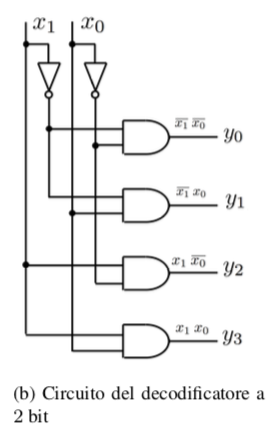 x₁ x₀
x̅₁ x̅₀ y₀
x̅₁ x₀ y₁
x₁ x̅₀ y₂
x₁ x₀ y₃
(b) Circuito del decodificatore a
2 bit